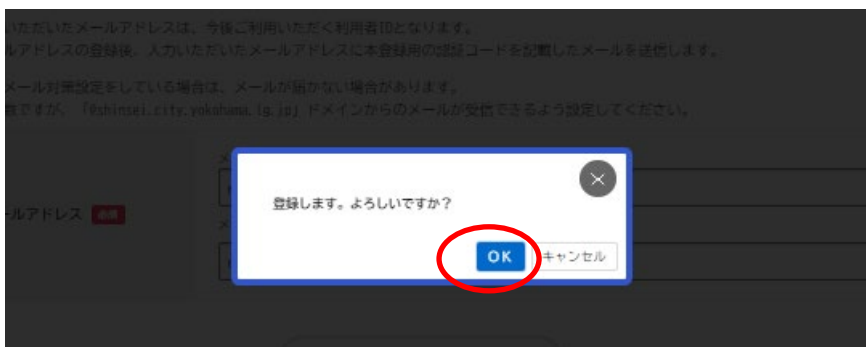 いただいたメールアドレスは、今後ご利用いただく利用者IDとなります。
ルアドレスの登録後、入力いただいたメールアドレスに本登録用の認証コードを記載したメールを送信します。
メール対策設定をしている場合は、メールが届かない場合があります。
ですが、「@shinsei.city.yokohama.lg.jp」ドメインからのメールが受信できるよう設定してください。
ールアドレス 必須
登録します。よろしいですか？
OK キャンセル